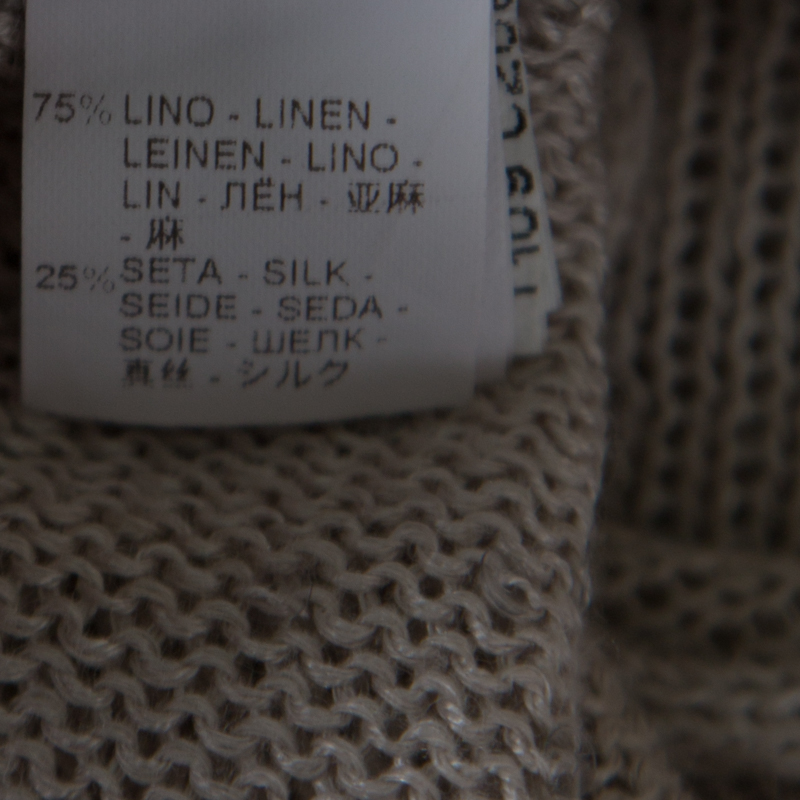 75% LINO - LINEN -
LEINEN - LINO -
LIN - ЛЁН - 亚麻
- 麻
25% SETA - SILK -
SEIDE - SEDA -
SOIE - ШЕЛК -
真丝 - シルク